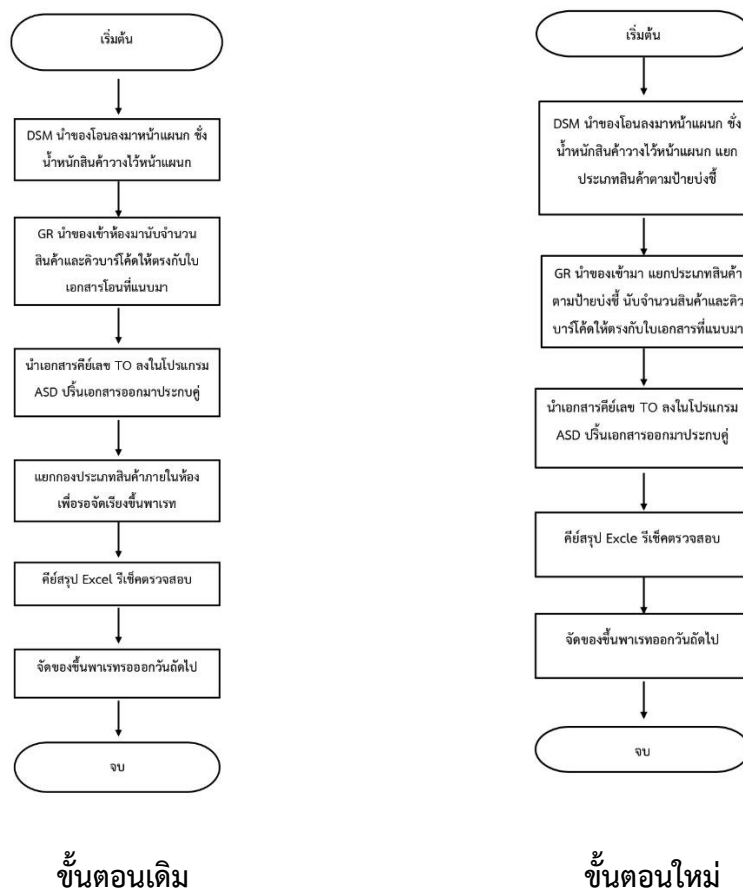 เริ่มต้น
DSM นำของโอนลงมาหน้าแผนก ชั่ง
น้ำหนักสินค้าวางไว้หน้าแผนก
GR นำของเข้าห้องมานับจำนวน
สินค้าและคิวบาร์โค้ดให้ตรงกับใบ
เอกสารโอนที่แนบมา
นำเอกสารคีย์เลข TO ลงในโปรแกรม
ASD ปริ้นเอกสารออกมาประกบคู่
แยกกองประเภทสินค้าภายในห้อง
เพื่อรอจัดเรียงขึ้นพาเรท
คีย์สรุป Excel รีเช็คตรวจสอบ
จัดของขึ้นพาเรทรอออกวันถัดไป
จบ
ขั้นตอนเดิม
เริ่มต้น
DSM นำของโอนลงมาหน้าแผนก ชั่ง
น้ำหนักสินค้าวางไว้หน้าแผนก แยก
ประเภทสินค้าตามป้ายบ่งชี้
GR นำของเข้ามา แยกประเภทสินค้า
ตามป้ายบ่งชี้ นับจำนวนสินค้าและคิว
บาร์โค้ดให้ตรงกับใบเอกสารที่แนบมา
นำเอกสารคีย์เลข TO ลงในโปรแกรม
ASD ปริ้นเอกสารออกมาประกบคู่
คีย์สรุป Excle รีเช็คตรวจสอบ
จัดของขึ้นพาเรทออกวันถัดไป
จบ
ขั้นตอนใหม่